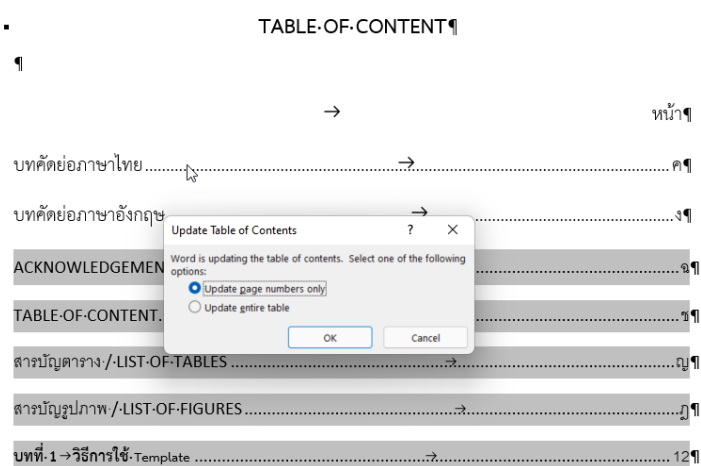 TABLE OF CONTENT
หน้า
บทคัดย่อภาษาไทย ค
บทคัดย่อภาษาอังกฤษ ง
ACKNOWLEDGEMEN ฉ
TABLE OF CONTENT. ช
สารบัญตาราง / LIST OF TABLES ญ
สารบัญรูปภาพ / LIST OF FIGURES ฎ
บทที่ 1 → วิธีการใช้ Template 12
Update Table of Contents ? ×
Word is updating the table of contents. Select one of the following
options:
Update page numbers only
Update entire table
OK Cancel